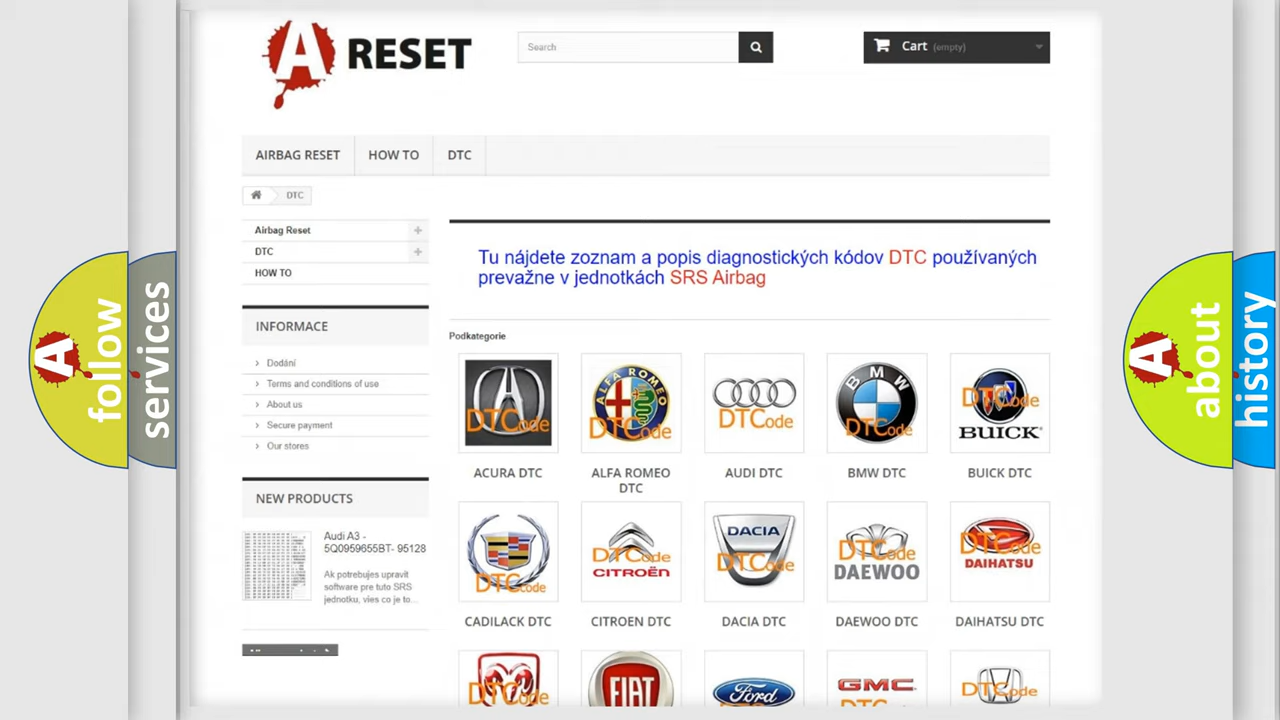 A RESET
Search
Cart (empty)
AIRBAG RESET
HOW TO
DTC
DTC
Airbag Reset
DTC
HOW TO
INFORMACE
Dodání
Terms and conditions of use
About us
Secure payment
Our stores
NEW PRODUCTS
Audi A3 -
5Q0959655BT- 95128
Ak potrebujes upravit
software pre tuto SRS
jednotku, vies co je to...
Tu nájdete zoznam a popis diagnostických kódov DTC používaných
prevažne v jednotkách SRS Airbag
Podkategorie
DTCode
ALFA ROMEO
DTCode
DTCode
BMW
DTCode
DTCode
BUICK
ACURA DTC
ALFA ROMEO
DTC
AUDI DTC
BMW DTC
BUICK DTC
DTCode
DTCode
CITROËN
DACIA
DTCode
DTCode
DAEWOO
DTCode
DAIHATSU
CADILACK DTC
CITROEN DTC
DACIA DTC
DAEWOO DTC
DAIHATSU DTC
DTCode
FIAT
Ford
GMC
DTCode
A follow
services
A about
history